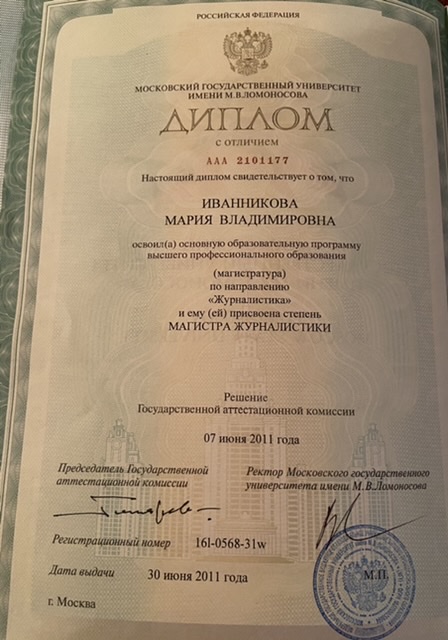 РОССИЙСКАЯ ФЕДЕРАЦИЯ
МОСКОВСКИЙ ГОСУДАРСТВЕННЫЙ УНИВЕРСИТЕТ
ИМЕНИ М.В.ЛОМОНОСОВА
ДИПЛОМ
С ОТЛИЧИЕМ
ААА 2101177
Настоящий диплом свидетельствует о том, что
ИВАННИКОВА
МАРИЯ ВЛАДИМИРОВНА
освоил(а) основную образовательную программу
высшего профессионального образования
(магистратура)
по направлению
«Журналистика»
и ему (ей) присвоена степень
МАГИСТРА ЖУРНАЛИСТИКИ
Решение
Государственной аттестационной комиссии
07 июня 2011 года
Председатель Государственной
аттестационной комиссии
Ректор Московского государственного
университета имени М.В.Ломоносова
Регистрационный номер 16l-0568-31w
М.П.
Дата выдачи 30 июня 2011 года
г. Москва